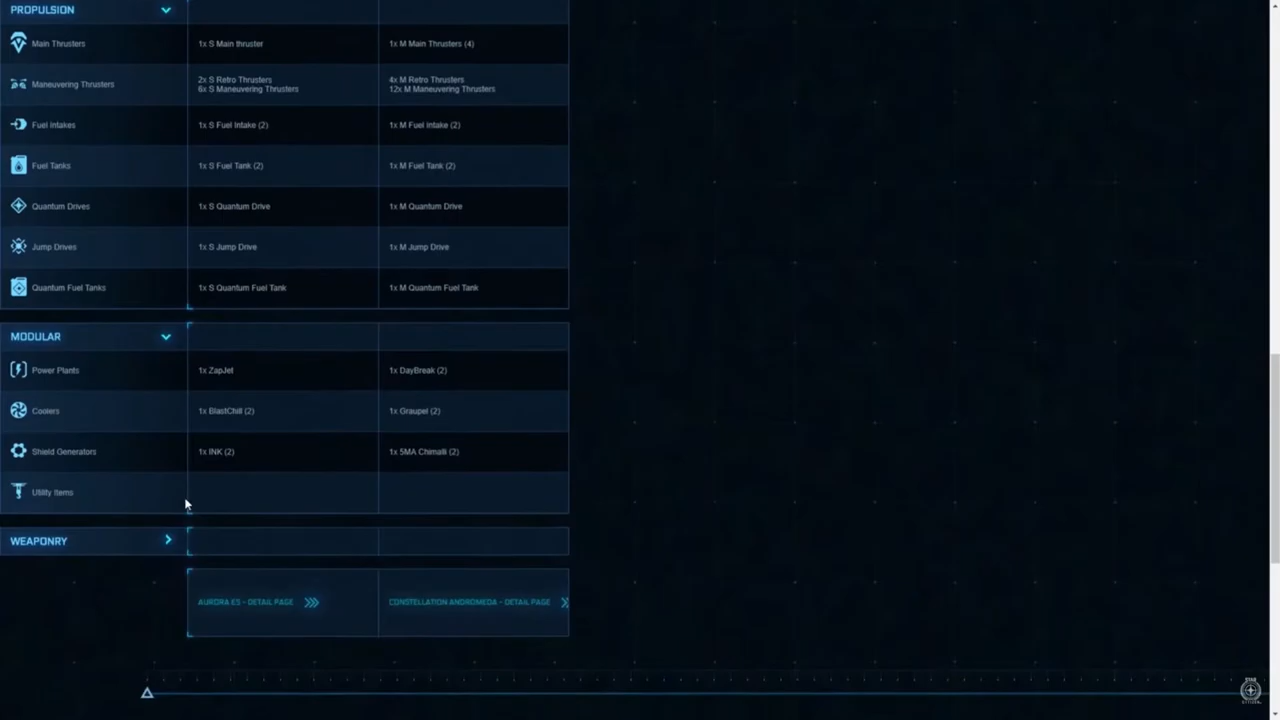 PROPULSION
Main Thrusters 1x S Main thruster 1x M Main Thrusters (4)
Maneuvering Thrusters 2x S Retro Thrusters 4x M Retro Thrusters
6x S Maneuvering Thrusters 12x M Maneuvering Thrusters
Fuel Intakes 1x S Fuel Intake (2) 1x M Fuel Intake (2)
Fuel Tanks 1x S Fuel Tank (2) 1x M Fuel Tank (2)
Quantum Drives 1x S Quantum Drive 1x M Quantum Drive
Jump Drives 1x S Jump Drive 1x M Jump Drive
Quantum Fuel Tanks 1x S Quantum Fuel Tank 1x M Quantum Fuel Tank
MODULAR
Power Plants 1x ZapJet 1x DayBreak (2)
Coolers 1x BlastChill (2) 1x Graupel (2)
Shield Generators 1x INK (2) 1x 5MA Chimalli (2)
Utility Items
WEAPONRY
AURORA ES - DETAIL PAGE CONSTELLATION ANDROMEDA - DETAIL PAGE
STAR
CITIZEN